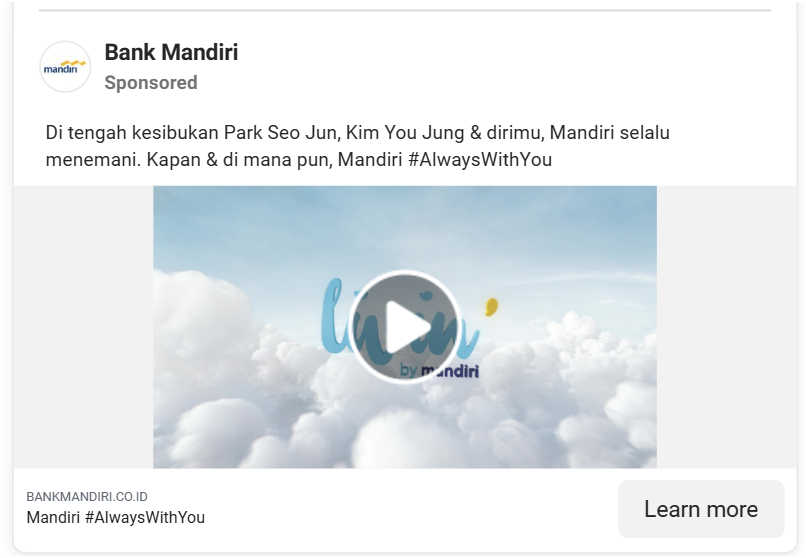 mandiri
Bank Mandiri
Sponsored
Di tengah kesibukan Park Seo Jun, Kim You Jung & dirimu, Mandiri selalu
menemani. Kapan & di mana pun, Mandiri #AlwaysWithYou
livin'
by mandiri
BANKMANDIRI.CO.ID
Mandiri #AlwaysWithYou
Learn more